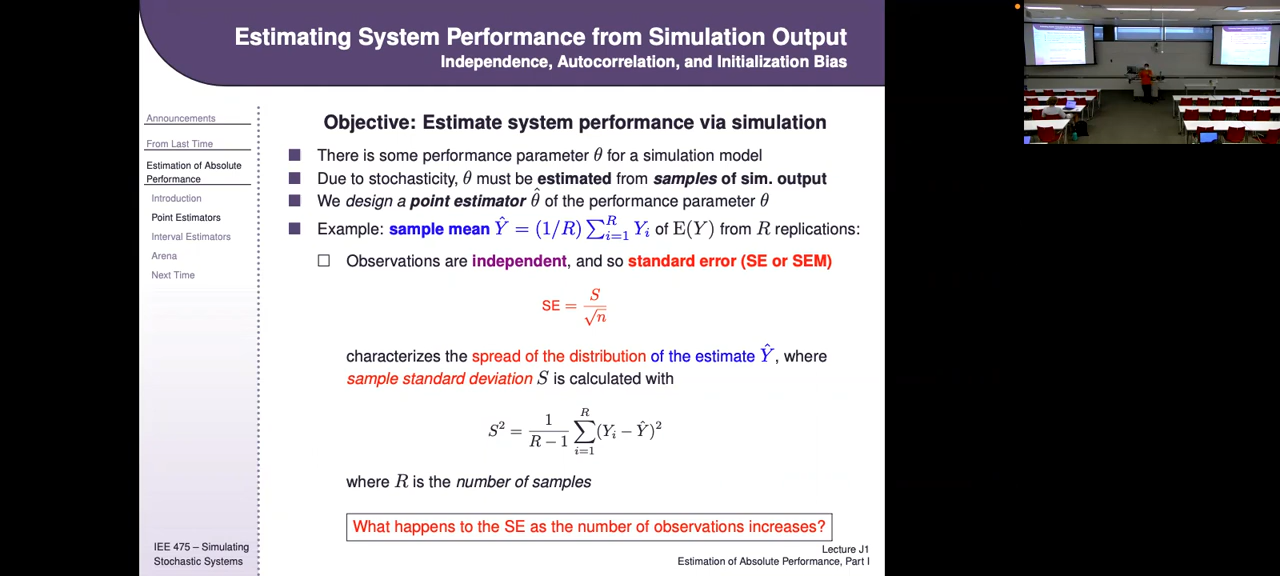 Estimating System Performance from Simulation Output
Independence, Autocorrelation, and Initialization Bias
Announcements
From Last Time
Estimation of Absolute
Performance
Introduction
Point Estimators
Interval Estimators
Arena
Next Time
IEE 475 – Simulating
Stochastic Systems
Objective: Estimate system performance via simulation
There is some performance parameter θ for a simulation model
Due to stochasticity, θ must be estimated from samples of sim. output
We design a point estimator θ̂ of the performance parameter θ
Example: sample mean Ŷ = (1/R) ∑_{i=1}^{R} Y_i of E(Y) from R replications:
Observations are independent, and so standard error (SE or SEM)
SE = S/√n
characterizes the spread of the distribution of the estimate Ŷ, where
sample standard deviation S is calculated with
S² = 1/(R − 1) ∑_{i=1}^{R} (Y_i − Ŷ)²
where R is the number of samples
What happens to the SE as the number of observations increases?
Lecture J1
Estimation of Absolute Performance, Part I